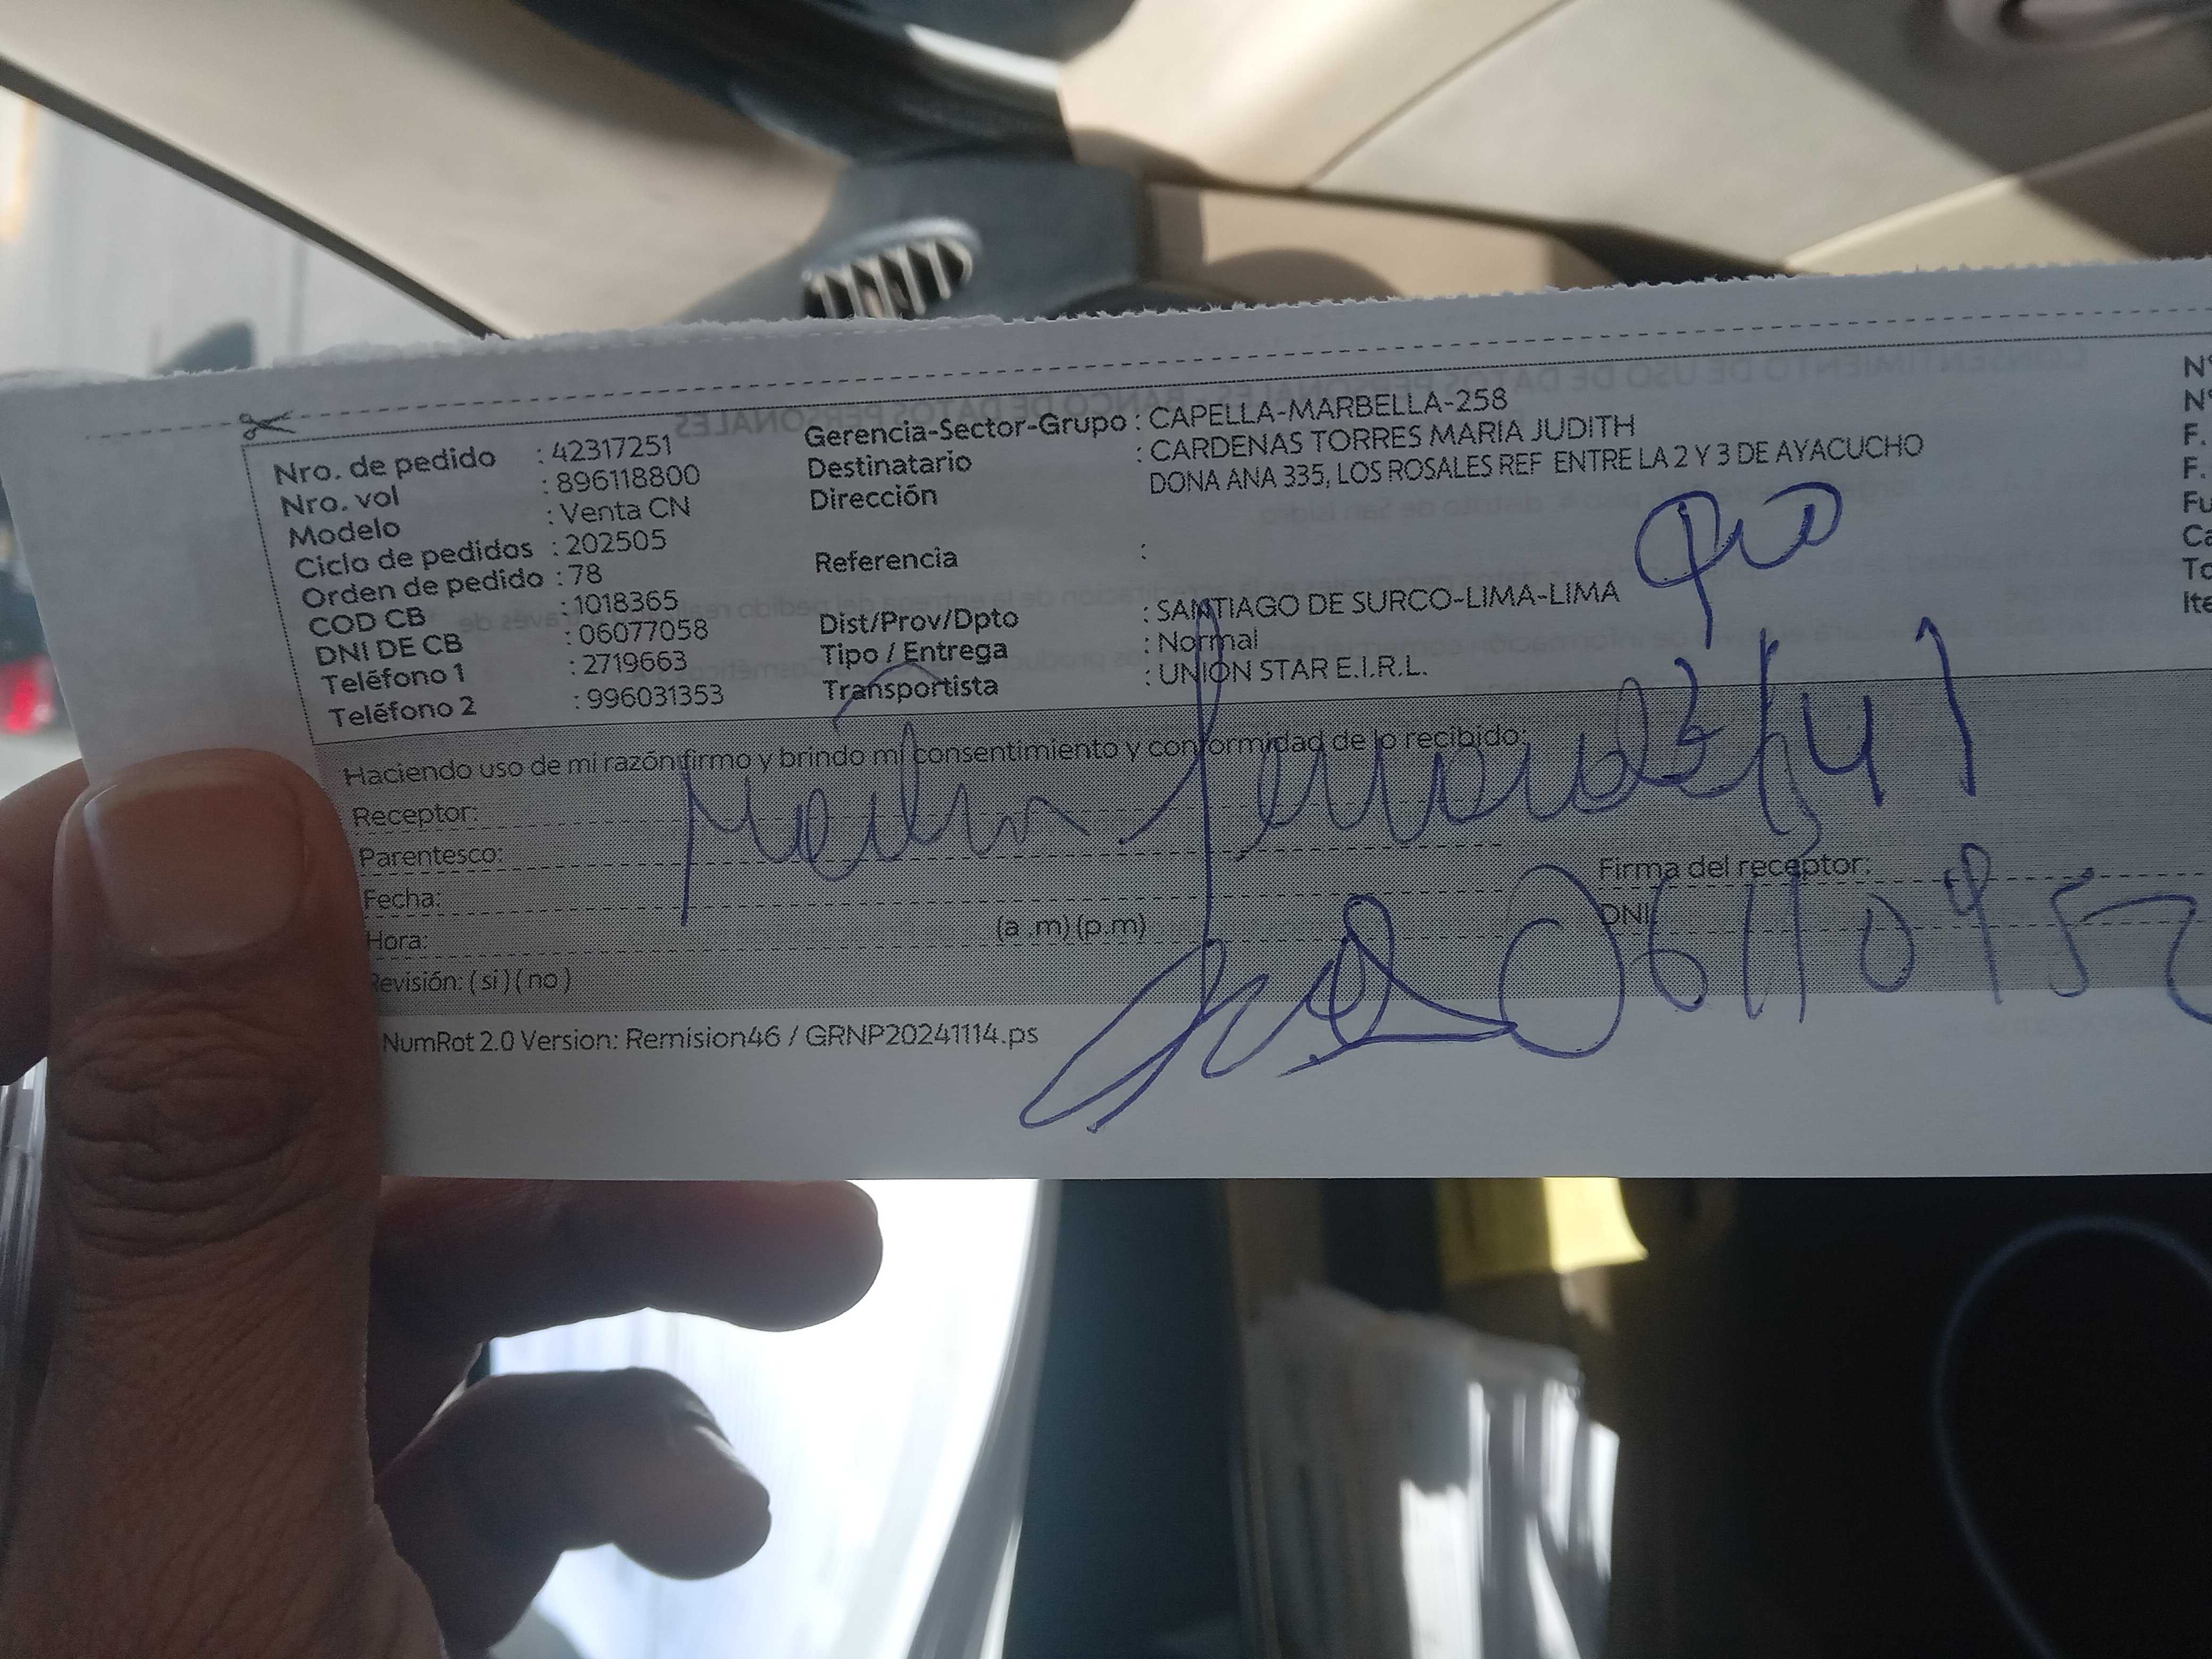 Nro. de pedido : 42317251
Nro. vol : 896118800
Modelo : Venta CN
Ciclo de pedidos : 202505
Orden de pedido : 78
COD CB : 1018365
DNI DE CB : 06077058
Teléfono 1 : 2719663
Teléfono 2 : 996031353
Gerencia-Sector-Grupo : CAPELLA-MARBELLA-258
Destinatario : CARDENAS TORRES MARIA JUDITH
Dirección DONA ANA 335, LOS ROSALES REF ENTRE LA 2 Y 3 DE AYACUCHO
Referencia :
Dist/Prov/Dpto : SANTIAGO DE SURCO-LIMA-LIMA
Tipo / Entrega : Normal
Transportista : UNION STAR E.I.R.L.
N°
N°
F.
F.
Fu
Ca
To
Ite
Haciendo uso de mi razón firmo y brindo mi consentimiento y conformidad de lo recibido:
Receptor:
Parentesco:
Fecha:
Hora: (a .m) (p.m)
Revisión: ( si ) ( no )
Firma del receptor:
DNI
NumRot 2.0 Version: Remision46 / GRNP20241114.ps